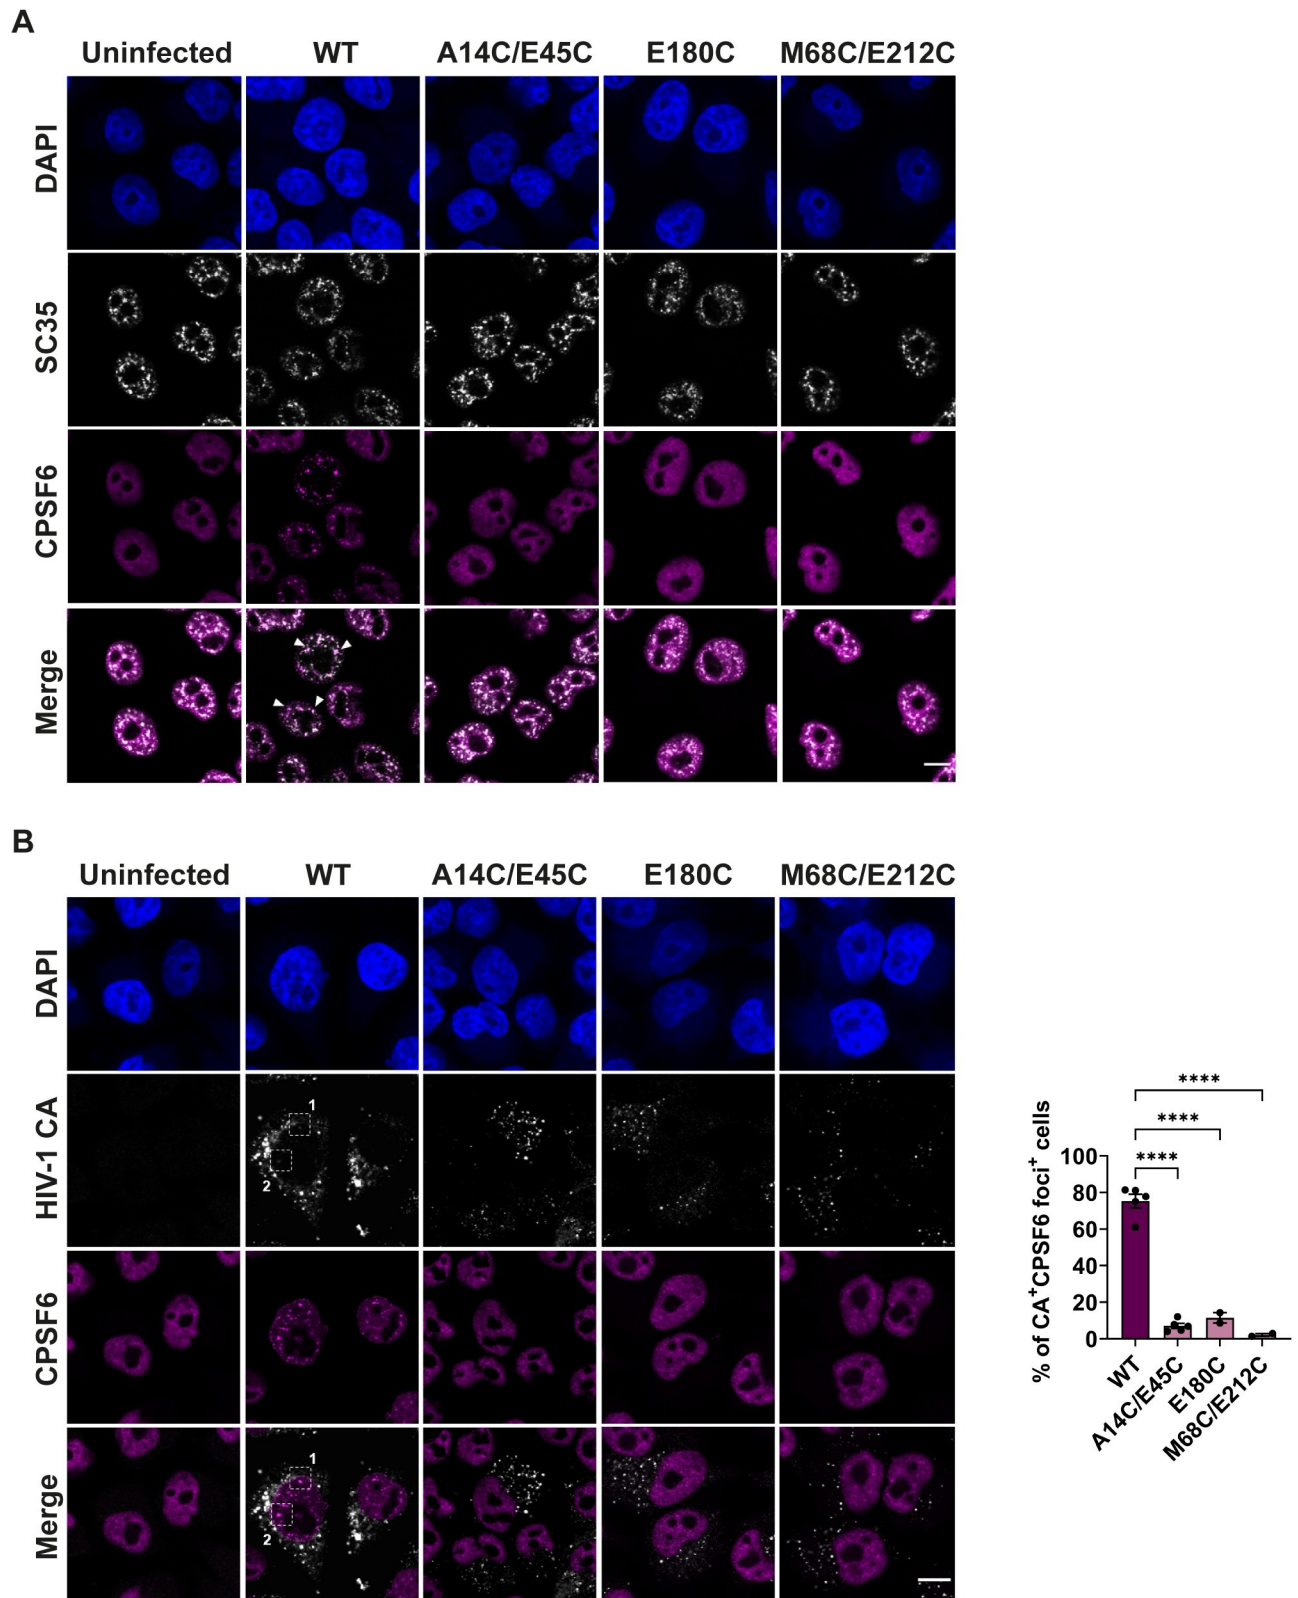 A
Uninfected WT A14C/E45C E180C M68C/E212C
DAPI
SC35
CPSF6
Merge
B
Uninfected WT A14C/E45C E180C M68C/E212C
DAPI
HIV-1 CA
1
2
CPSF6
Merge
1
2
% of CA⁺CPSF6 foci⁺ cells
****
****
****
100
80
60
40
20
0
WT
A14C/E45C
E180C
M68C/E212C